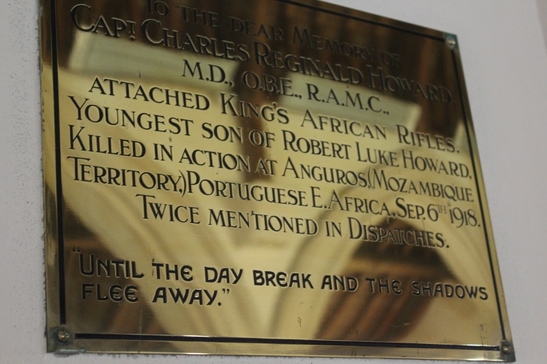 To the dear Memory of
Capt. Charles Reginald Howard
M.D., O.B.E., R.A.M.C.,
attached King's African Rifles.
Youngest son of Robert Luke Howard.
Killed in action at Anguros, (Mozambique
Territory,) Portuguese E. Africa, Sep. 6th 1918.
Twice mentioned in Dispatches.
"Until the day break and the shadows
flee away."